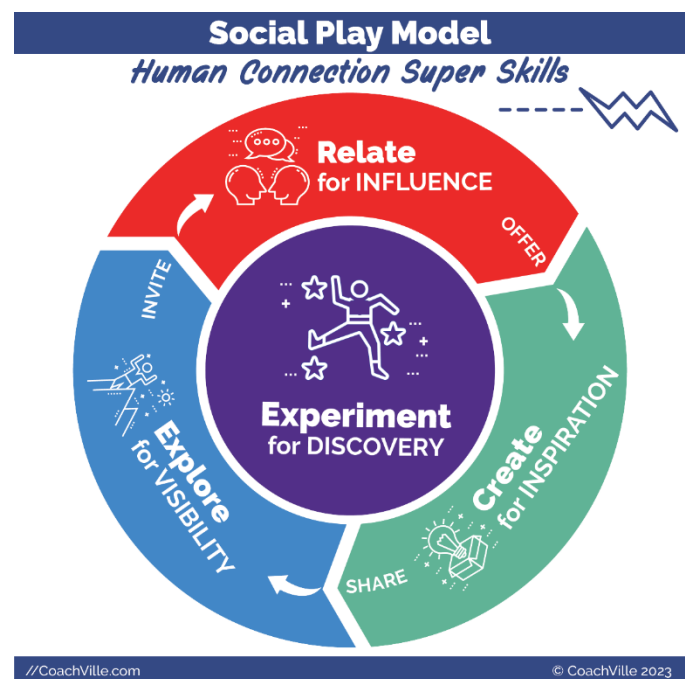 Social Play Model
Human Connection Super Skills
Relate
for INFLUENCE
OFFER
INVITE
Experiment
for DISCOVERY
Explore
for VISIBILITY
Create
for INSPIRATION
SHARE
//CoachVille.com
© CoachVille 2023